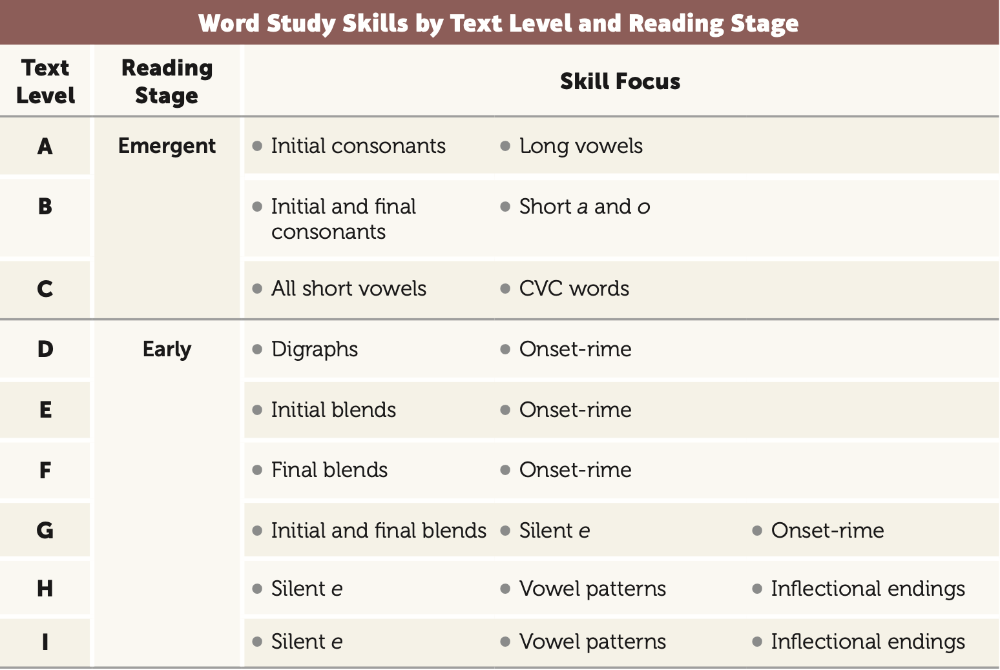 Word Study Skills by Text Level and Reading Stage
Text Level Reading Stage Skill Focus
A Emergent • Initial consonants • Long vowels
B • Initial and final consonants • Short a and o
C • All short vowels • CVC words
D Early • Digraphs • Onset-rime
E • Initial blends • Onset-rime
F • Final blends • Onset-rime
G • Initial and final blends • Silent e • Onset-rime
H • Silent e • Vowel patterns • Inflectional endings
I • Silent e • Vowel patterns • Inflectional endings